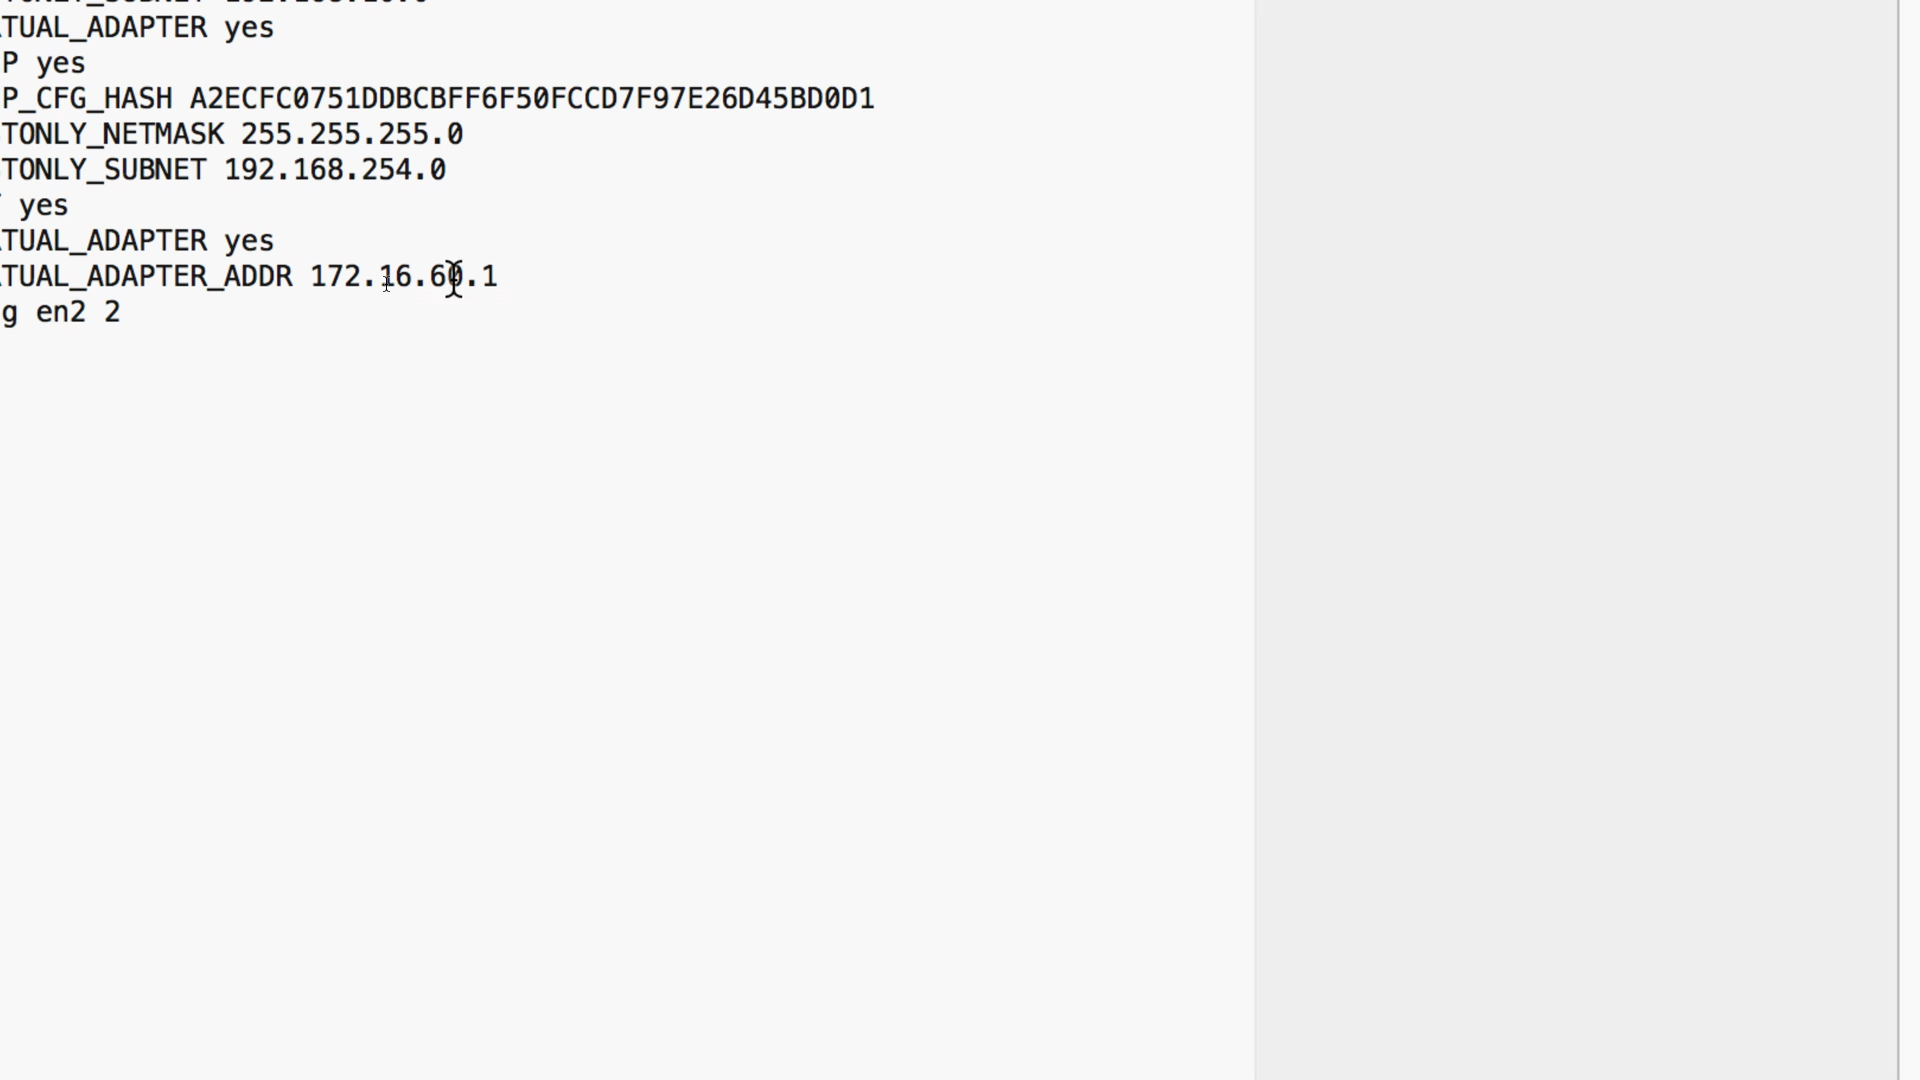 TUAL_ADAPTER yes
P yes
P_CFG_HASH A2ECFC0751DDBCBFF6F50FCCD7F97E26D45BD0D1
TONLY_NETMASK 255.255.255.0
TONLY_SUBNET 192.168.254.0
yes
TUAL_ADAPTER yes
TUAL_ADAPTER_ADDR 172.16.60.1
g en2 2